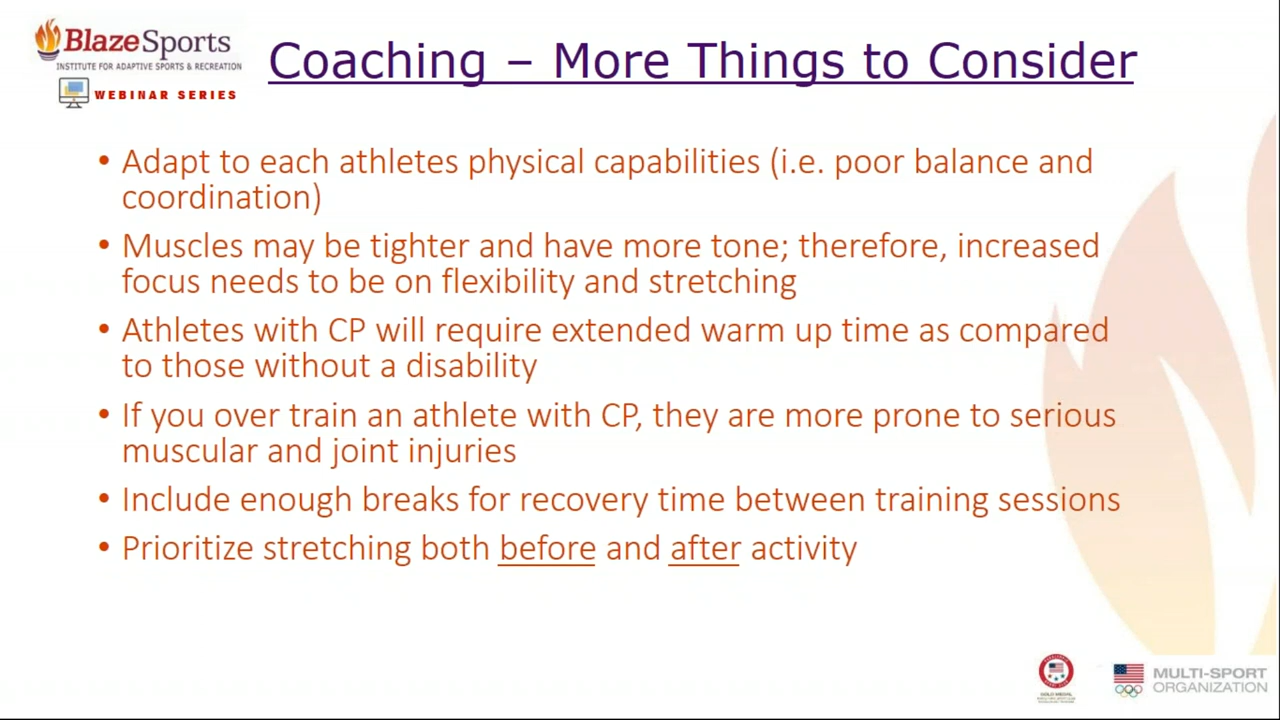 BlazeSports
INSTITUTE FOR ADAPTIVE SPORTS & RECREATION
WEBINAR SERIES
Coaching – More Things to Consider
• Adapt to each athletes physical capabilities (i.e. poor balance and
coordination)
• Muscles may be tighter and have more tone; therefore, increased
focus needs to be on flexibility and stretching
• Athletes with CP will require extended warm up time as compared
to those without a disability
• If you over train an athlete with CP, they are more prone to serious
muscular and joint injuries
• Include enough breaks for recovery time between training sessions
• Prioritize stretching both before and after activity
GOLD MEDAL
MULTI-SPORT
ORGANIZATION